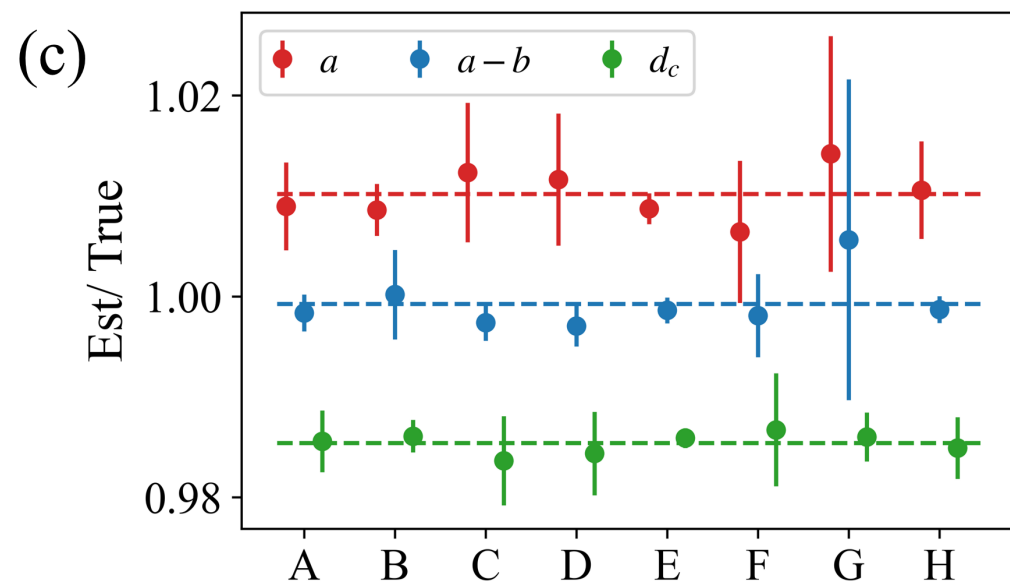 (c)
a a − b d_c
1.02
1.00
0.98
Est/ True
A B C D E F G H